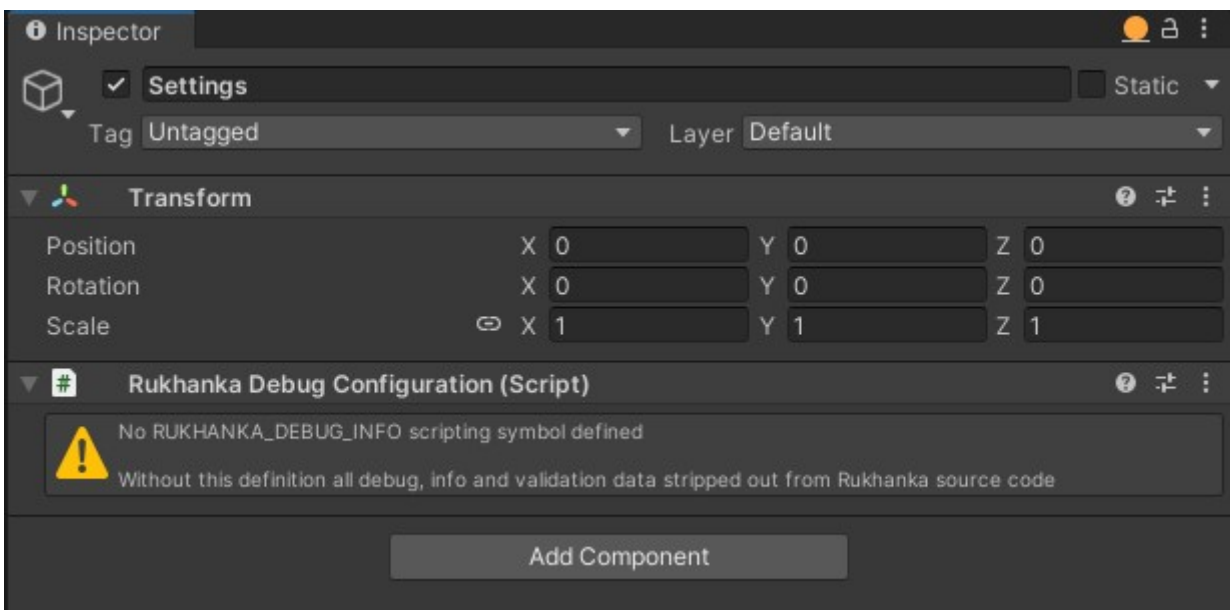 Inspector
Settings Static
Tag Untagged Layer Default
Transform
Position X 0 Y 0 Z 0
Rotation X 0 Y 0 Z 0
Scale X 1 Y 1 Z 1
# Rukhanka Debug Configuration (Script)
No RUKHANKA_DEBUG_INFO scripting symbol defined
Without this definition all debug, info and validation data stripped out from Rukhanka source code
Add Component